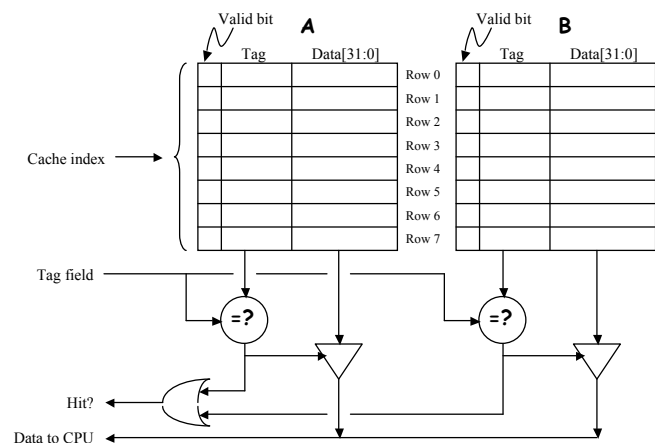 Valid bit
A
Valid bit
B
Tag
Data[31:0]
Tag
Data[31:0]
Row 0
Row 1
Row 2
Row 3
Row 4
Row 5
Row 6
Row 7
Cache index
Tag field
=?
=?
Hit?
Data to CPU